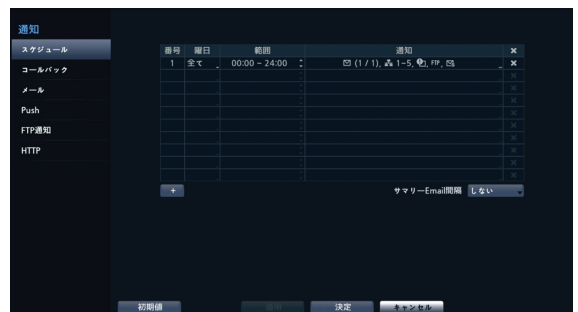 通知
スケジュール
コールバック
メール
Push
FTP通知
HTTP
番号 曜日 範囲 通知
1 全て 00:00 ~ 24:00 (1 / 1), 1~5, FTP,
+ サマリーEmail間隔 しない
初期値 適用 決定 キャンセル